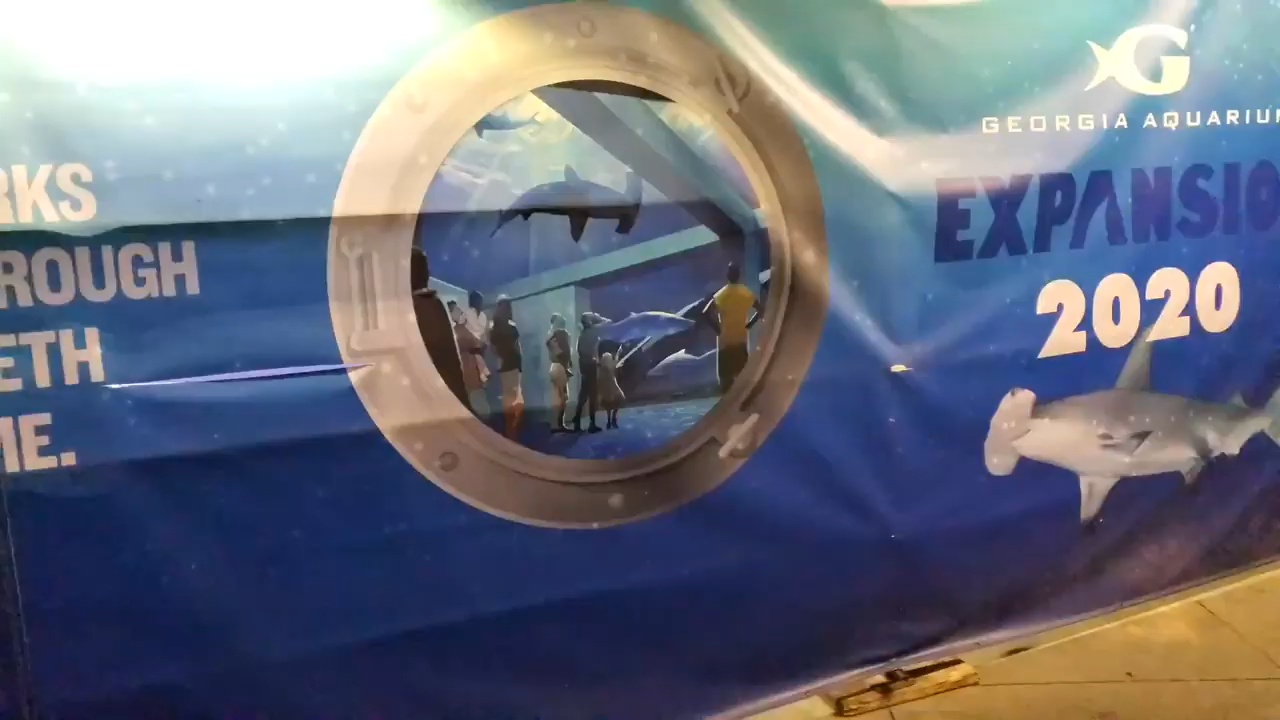 RKS
ROUGH
ETH
ME.
G
GEORGIA AQUARIUM
EXPANSIO
2020